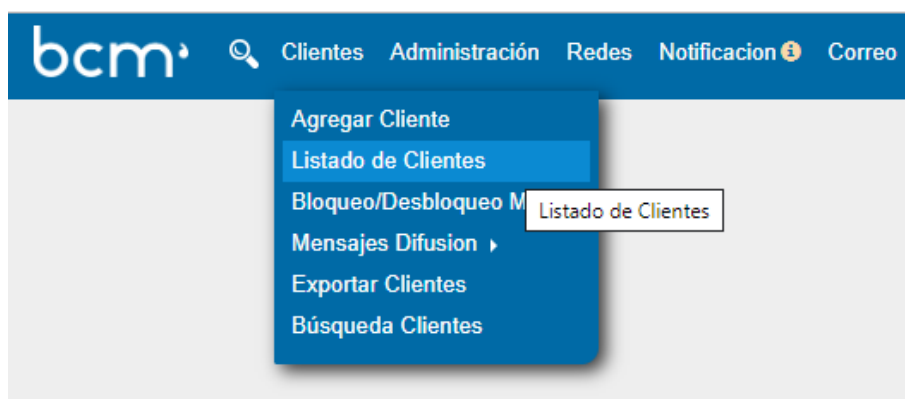 bcm Clientes Administración Redes Notificacion Correo
Agregar Cliente
Listado de Clientes
Bloqueo/Desbloqueo
Listado de Clientes
Mensajes Difusion
Exportar Clientes
Búsqueda Clientes